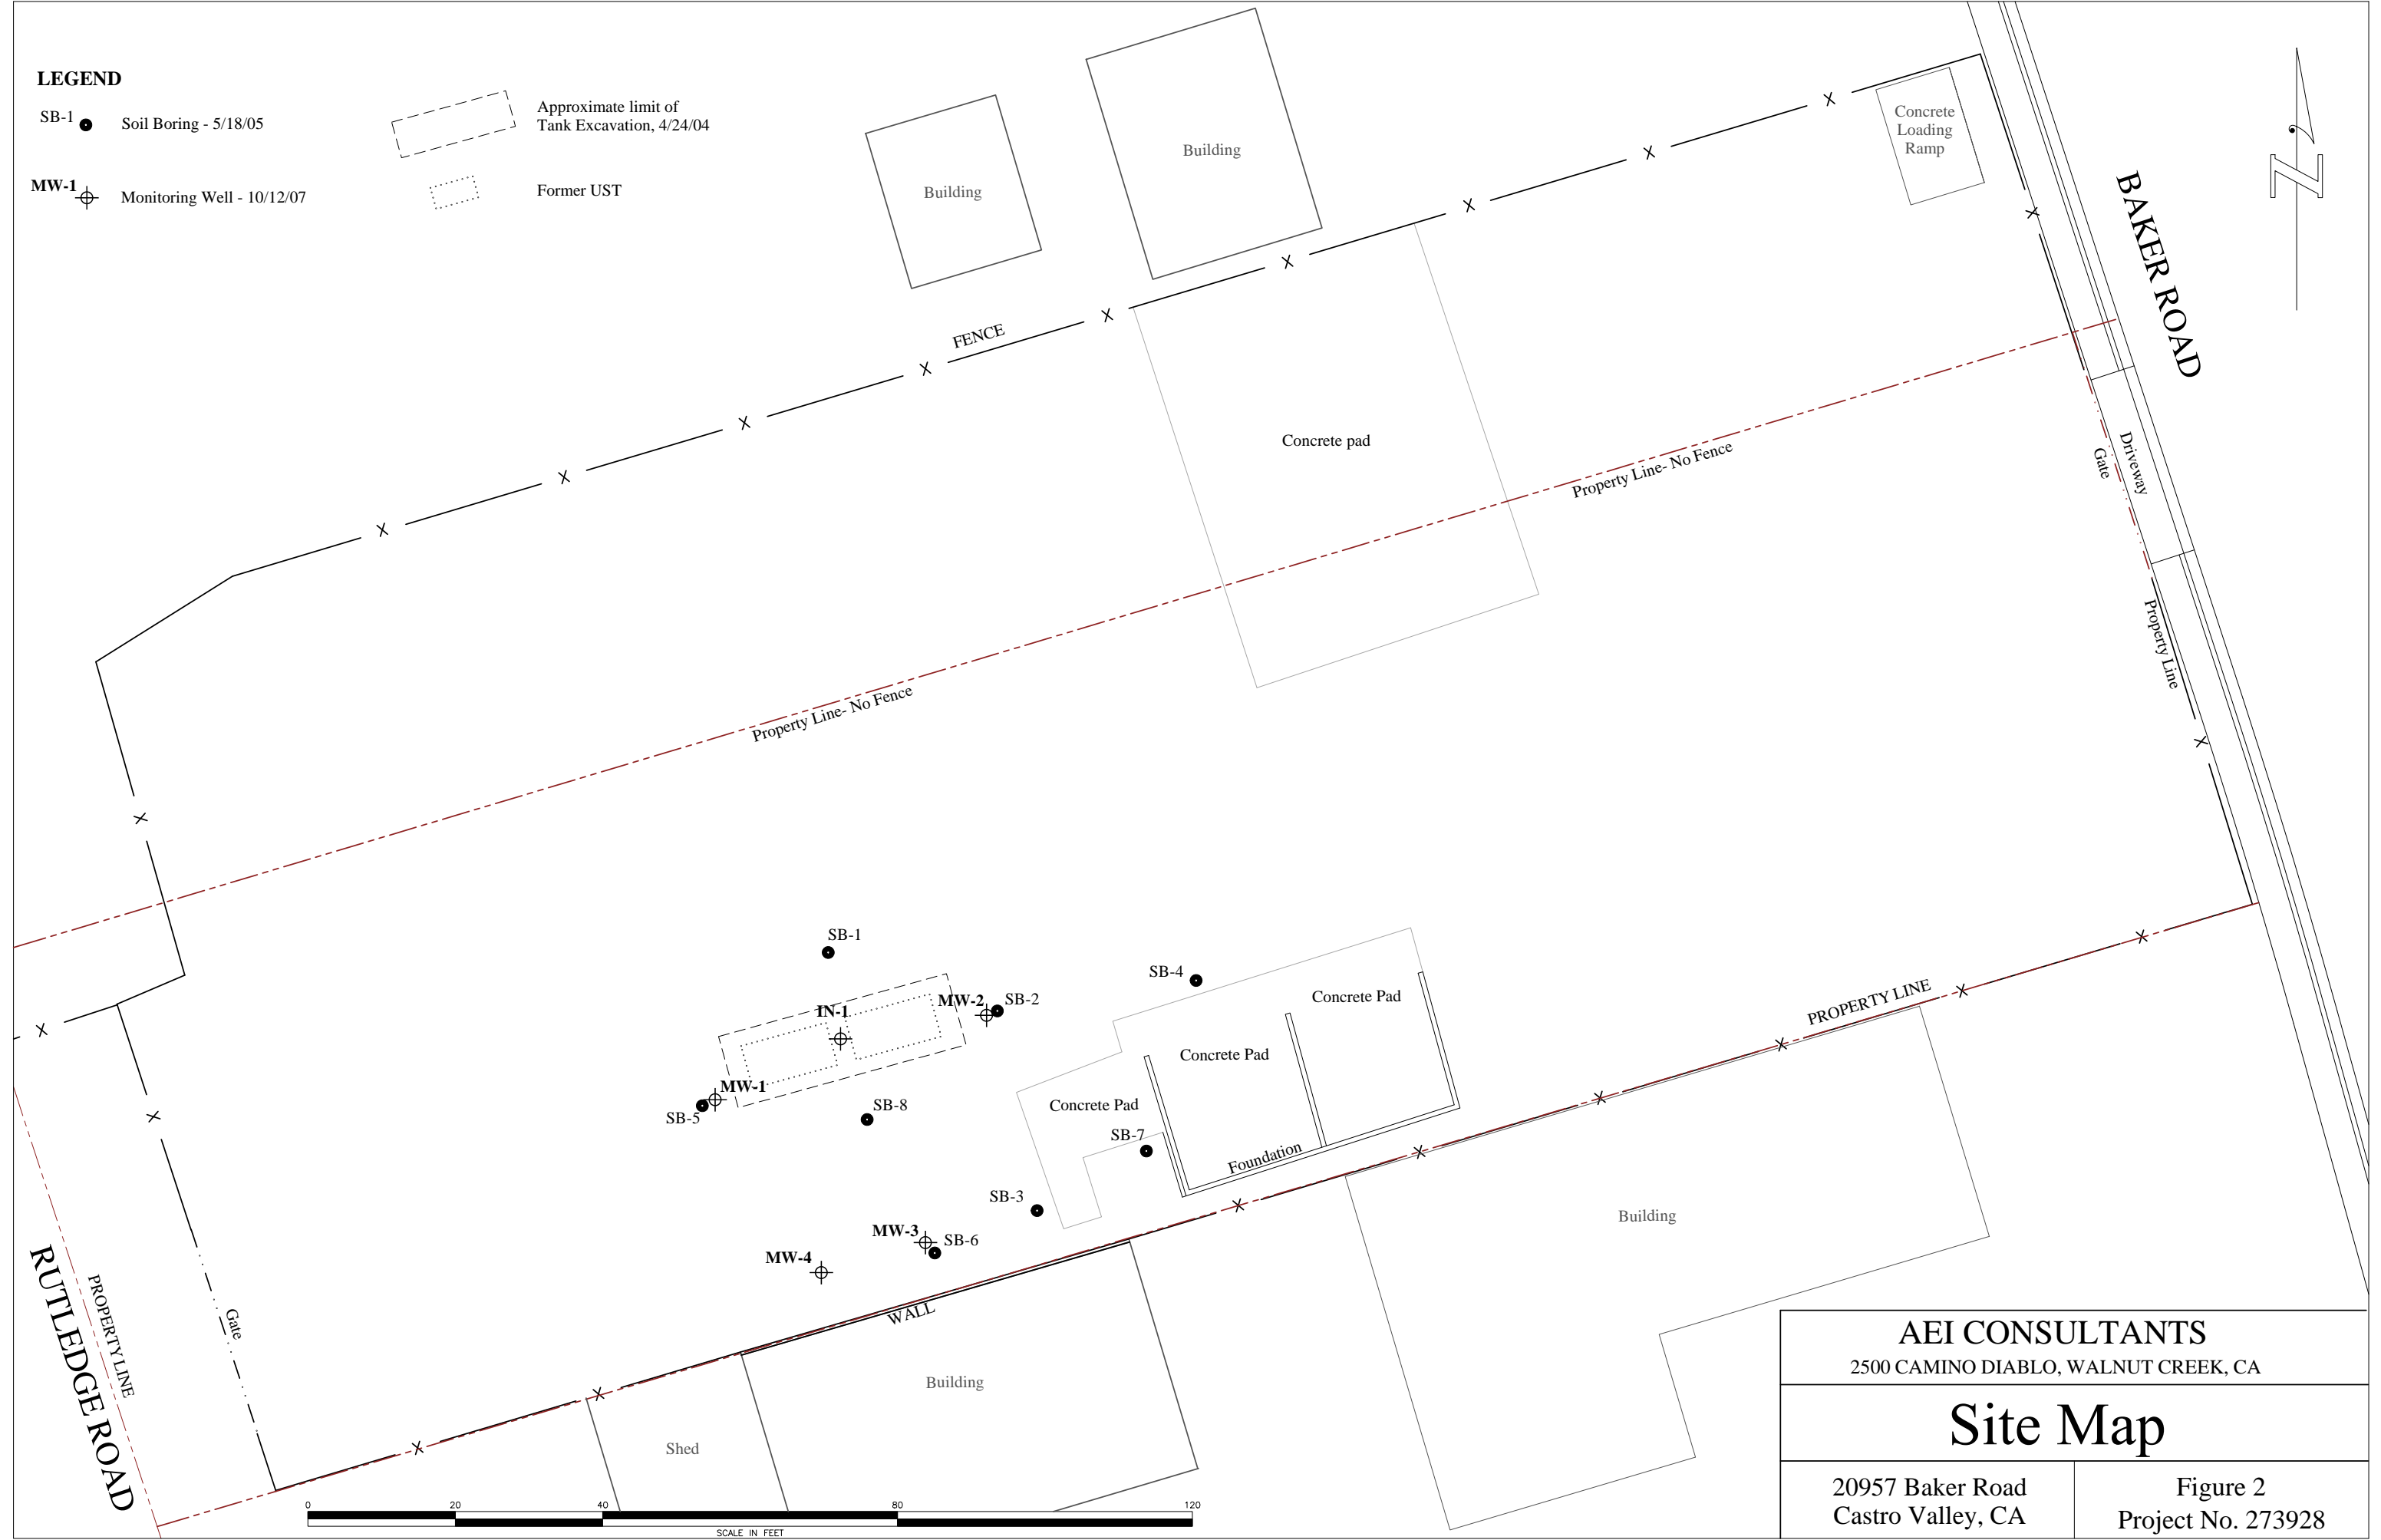 LEGEND
SB-1
Soil Boring - 5/18/05
MW-1
Monitoring Well - 10/12/07
Approximate limit of
Tank Excavation, 4/24/04
Former UST
Building
Building
Concrete
Loading
Ramp
BAKER ROAD
N
FENCE
Concrete pad
Property Line- No Fence
Gate
Driveway
Property Line
Property Line- No Fence
SB-1
SB-4
IN-1
MW-2
SB-2
Concrete Pad
PROPERTY LINE
Concrete Pad
MW-1
SB-5
SB-8
Concrete Pad
SB-7
Foundation
SB-3
MW-3
SB-6
MW-4
Building
WALL
Building
Shed
Gate
PROPERTY LINE
RUTLEDGE ROAD
0 20 40 80 120
SCALE IN FEET
AEI CONSULTANTS
2500 CAMINO DIABLO, WALNUT CREEK, CA
Site Map
20957 Baker Road
Castro Valley, CA
Figure 2
Project No. 273928